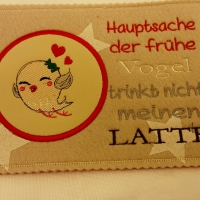 Hauptsache
der frühe
Vogel
trinkt nicht
meinen
LATTE